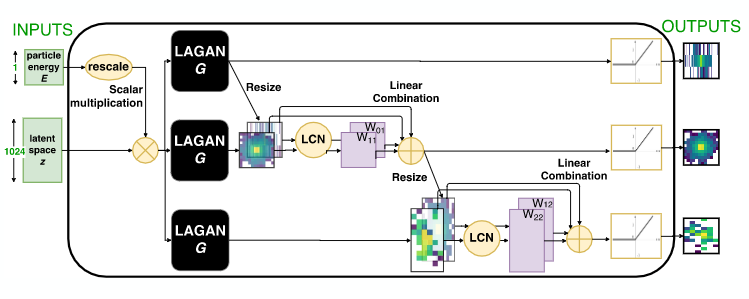 INPUTS
OUTPUTS
particle
energy
E
1
rescale
Scalar
multiplication
1024
latent
space
z
LAGAN
G
Resize
Linear
Combination
LAGAN
G
LCN
W01
W11
Resize
Linear
Combination
LAGAN
G
LCN
W12
W22